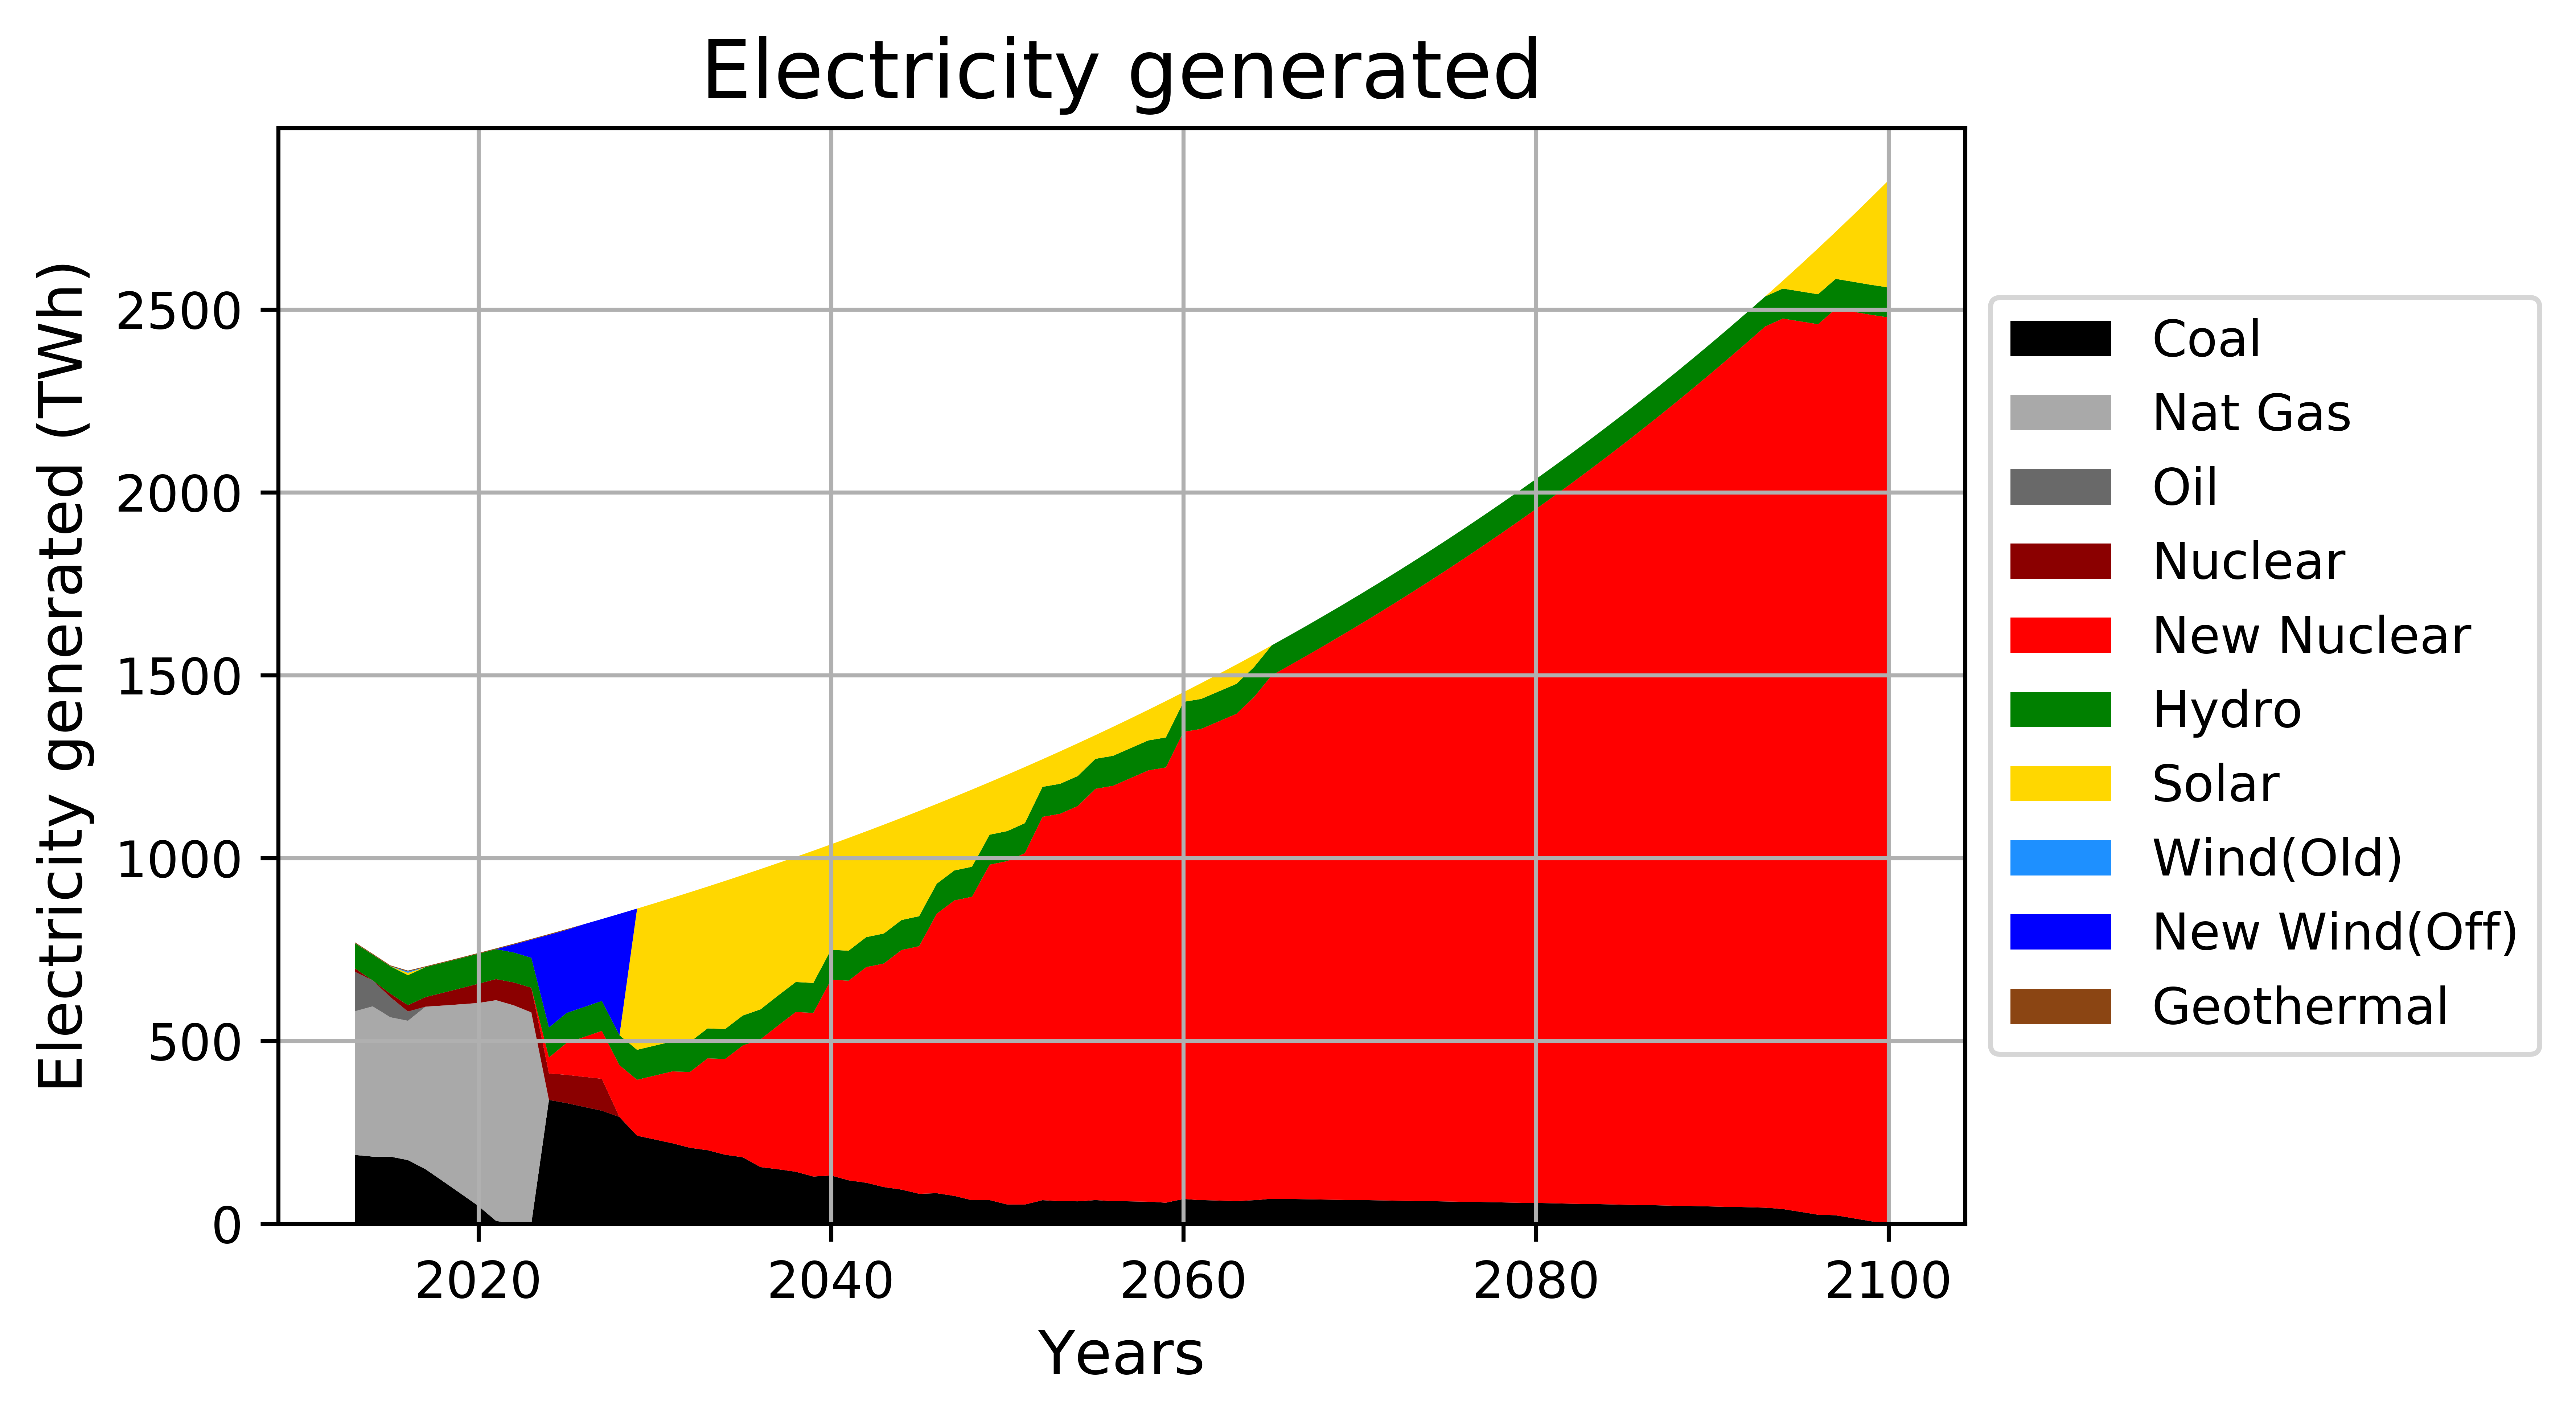 Electricity generated
Electricity generated (TWh)
2500
2000
1500
1000
500
0
2020 2040 2060 2080 2100
Years
Coal
Nat Gas
Oil
Nuclear
New Nuclear
Hydro
Solar
Wind(Old)
New Wind(Off)
Geothermal